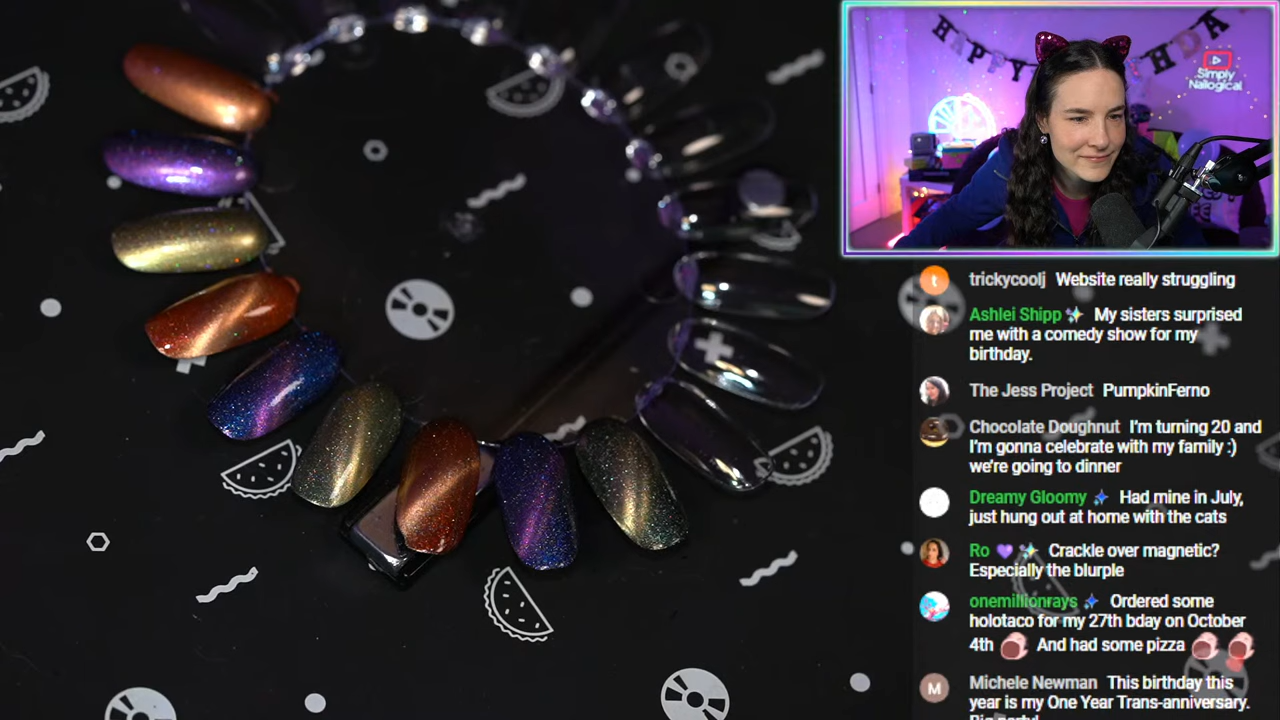 HAPPY HDA
Simply
Nailogical
trickycoolj Website really struggling
Ashlei Shipp My sisters surprised
me with a comedy show for my
birthday.
The Jess Project PumpkinFerno
Chocolate Doughnut I'm turning 20 and
I'm gonna celebrate with my family :)
we're going to dinner
Dreamy Gloomy Had mine in July,
just hung out at home with the cats
Ro Crackle over magnetic?
Especially the blurple
onemillionrays Ordered some
holotaco for my 27th bday on October
4th And had some pizza
M Michele Newman This birthday this
year is my One Year Trans-anniversary.
Big party!